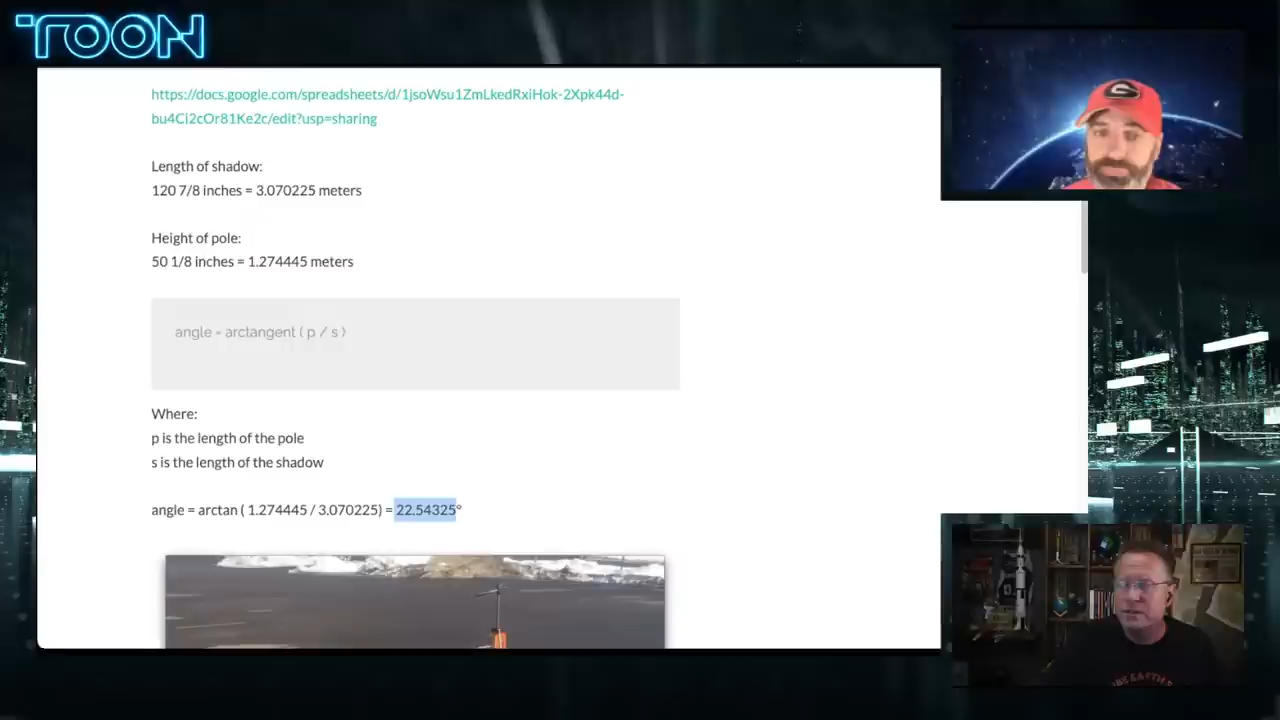 TOON
https://docs.google.com/spreadsheets/d/1jsoWsu1ZmLkedRxiHok-2Xpk44d-
bu4Ci2cOr81Ke2c/edit?usp=sharing
Length of shadow:
120 7/8 inches = 3.070225 meters
Height of pole:
50 1/8 inches = 1.274445 meters
angle = arctangent ( p / s )
Where:
p is the length of the pole
s is the length of the shadow
angle = arctan ( 1.274445 / 3.070225) = 22.54325°
G